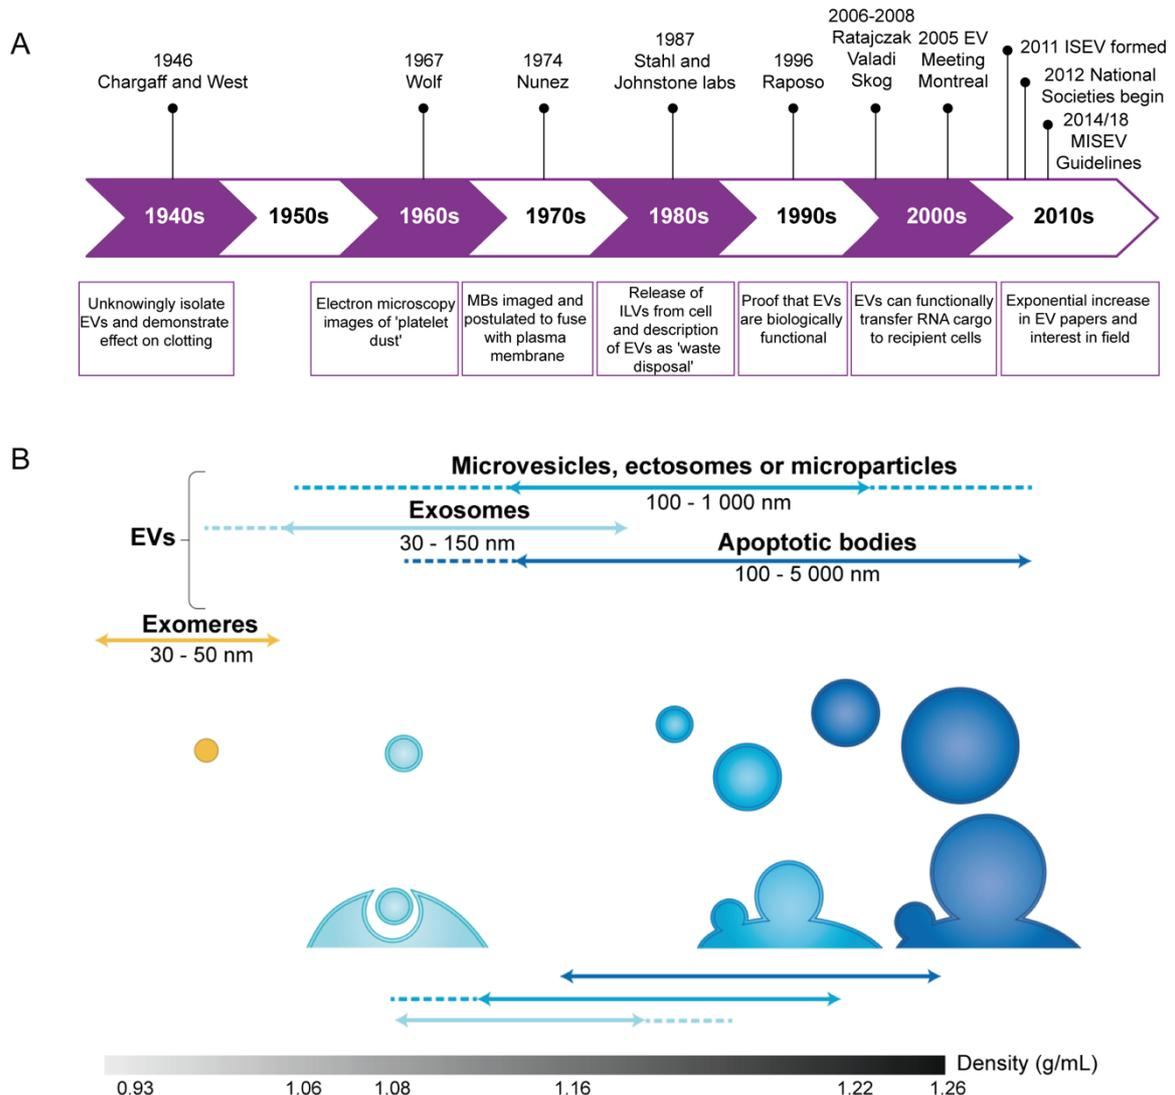 A
1946
Chargaff and West
1967
Wolf
1974
Nunez
1987
Stahl and
Johnstone labs
1996
Raposo
2006-2008
Ratajczak
Valadi
Skog
2005 EV
Meeting
Montreal
2011 ISEV formed
2012 National
Societies begin
2014/18
MISEV
Guidelines
1940s
1950s
1960s
1970s
1980s
1990s
2000s
2010s
Unknowingly isolate
EVs and demonstrate
effect on clotting
Electron microscopy
images of 'platelet
dust'
MBs imaged and
postulated to fuse
with plasma
membrane
Release of
ILVs from cell
and description
of EVs as 'waste
disposal'
Proof that EVs
are biologically
functional
EVs can functionally
transfer RNA cargo
to recipient cells
Exponential increase
in EV papers and
interest in field
B
EVs
Microvesicles, ectosomes or microparticles
100 - 1 000 nm
Exosomes
30 - 150 nm
Apoptotic bodies
100 - 5 000 nm
Exomeres
30 - 50 nm
Density (g/mL)
0.93
1.06
1.08
1.16
1.22
1.26